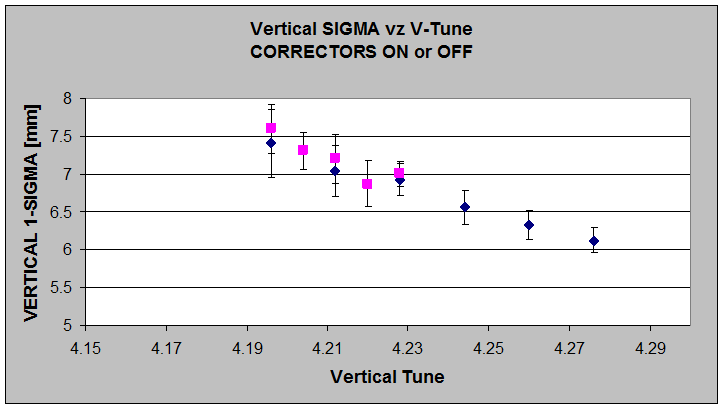 Vertical SIGMA vz V-Tune
CORRECTORS ON or OFF
VERTICAL 1-SIGMA [mm]
8
7.5
7
6.5
6
5.5
5
4.15 4.17 4.19 4.21 4.23 4.25 4.27 4.29
Vertical Tune